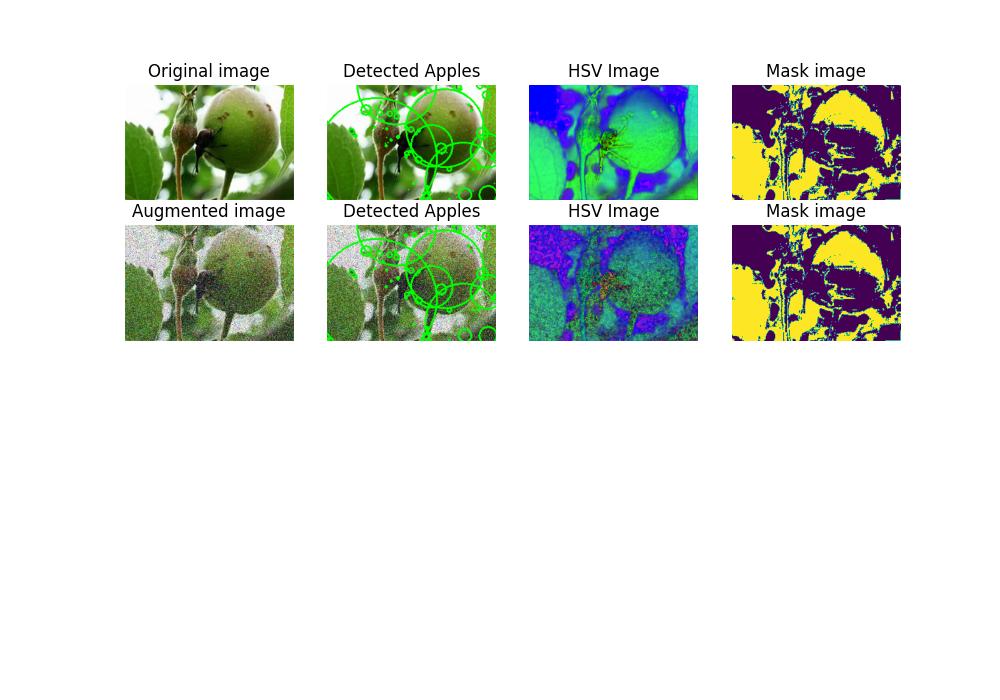 Original image
Detected Apples
HSV Image
Mask image
Augmented image
Detected Apples
HSV Image
Mask image